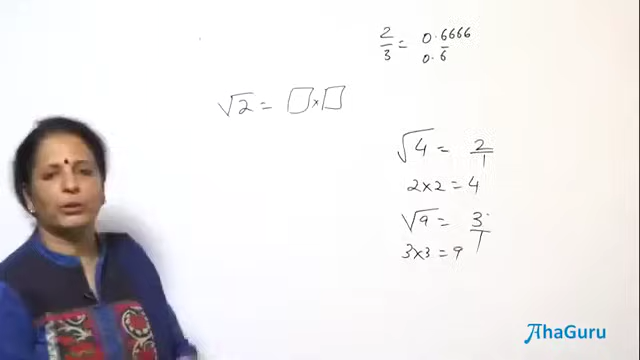 2/3 = 0.6666
0.6̅
√2 = □ × □
√4 = 2/1
2×2 = 4
√9 = 3/1
3×3 = 9
AhaGuru